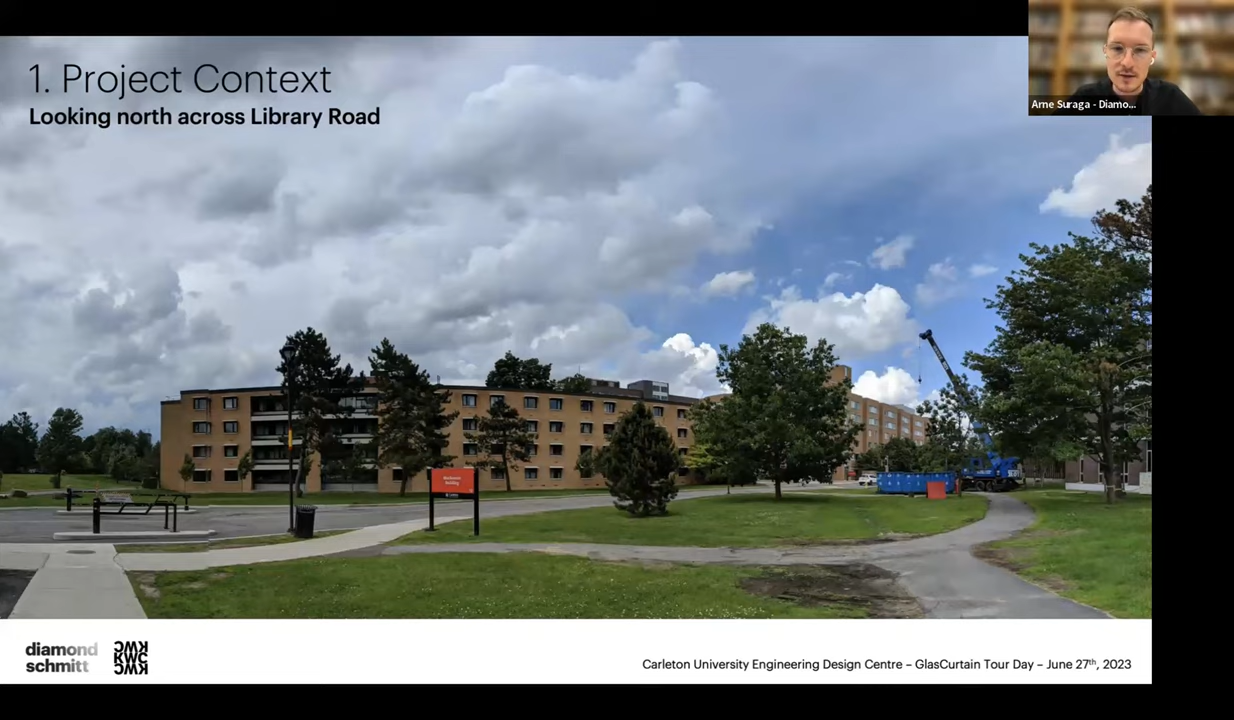 1. Project Context
Looking north across Library Road
Arne Suraga - Diamo...
Building
diamond
schmitt
KWC
Carleton University Engineering Design Centre – GlasCurtain Tour Day – June 27th, 2023